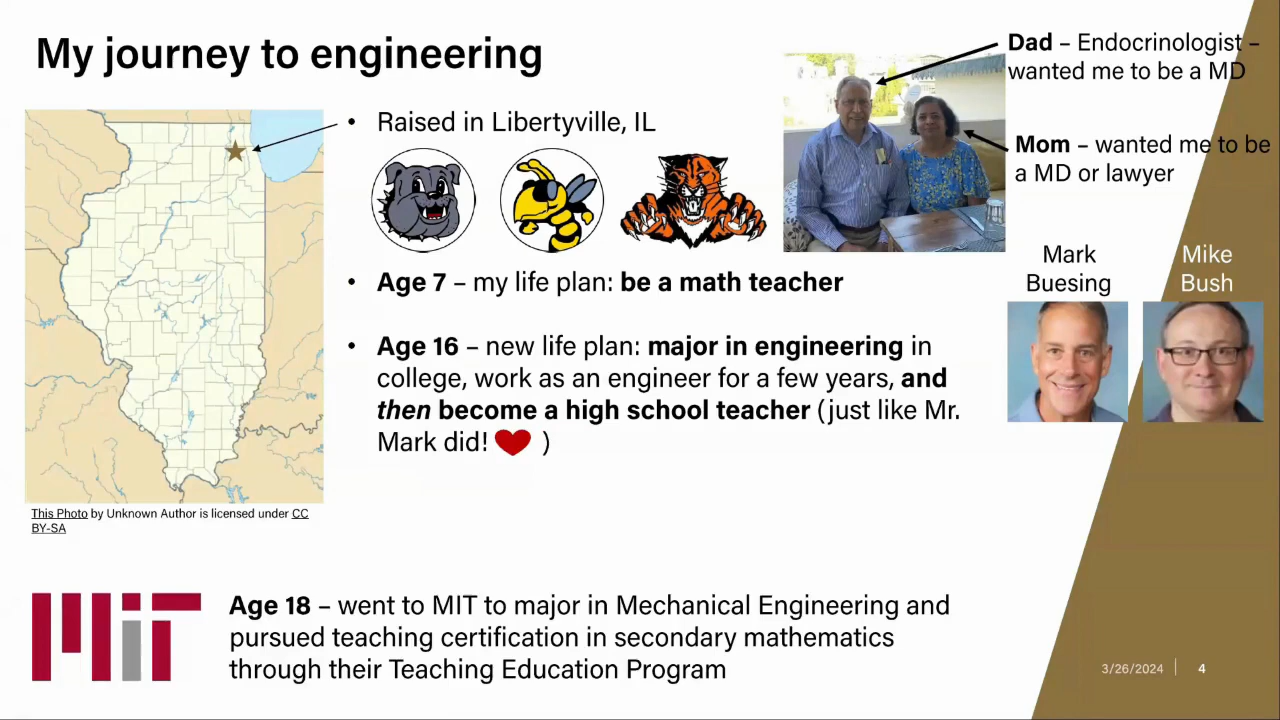 My journey to engineering
Dad – Endocrinologist –
wanted me to be a MD
• Raised in Libertyville, IL
Mom – wanted me to be
a MD or lawyer
Mark
Buesing
Mike
Bush
• Age 7 – my life plan: be a math teacher
• Age 16 – new life plan: major in engineering in
college, work as an engineer for a few years, and
then become a high school teacher (just like Mr.
Mark did! ❤ )
This Photo by Unknown Author is licensed under CC
BY-SA
MIT
Age 18 – went to MIT to major in Mechanical Engineering and
pursued teaching certification in secondary mathematics
through their Teaching Education Program
3/26/2024 | 4